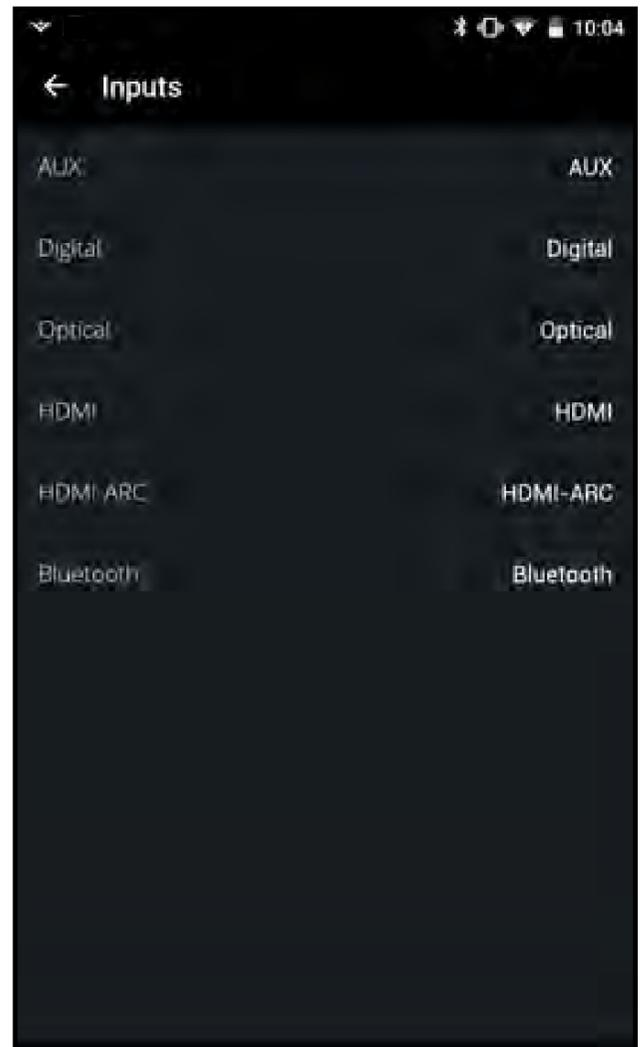 10:04
Inputs
AUX AUX
Digital Digital
Optical Optical
HDMI HDMI
HDMI ARC HDMI-ARC
Bluetooth Bluetooth